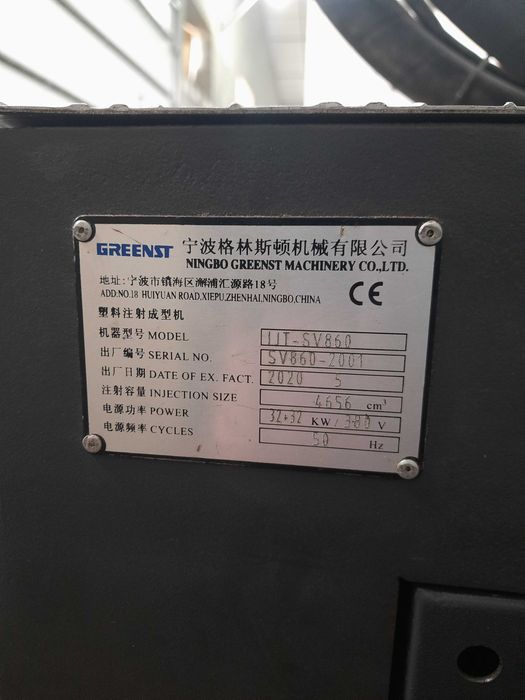 GREENST 宁波格林斯顿机械有限公司
NINGBO GREENST MACHINERY CO.,LTD.
地址:宁波市镇海区澥浦汇源路18号
ADD:NO.18 HUIYUAN ROAD,XIEPU,ZHENHAI,NINGBO,CHINA
CE
塑料注射成型机
机器型号 MODEL IJT-SV860
出厂编号 SERIAL NO. SV860-2001
出厂日期 DATE OF EX. FACT. 2020 5
注射容量 INJECTION SIZE 4656 cm³
电源功率 POWER 32+32 KW/380 V
电源频率 CYCLES 50 Hz